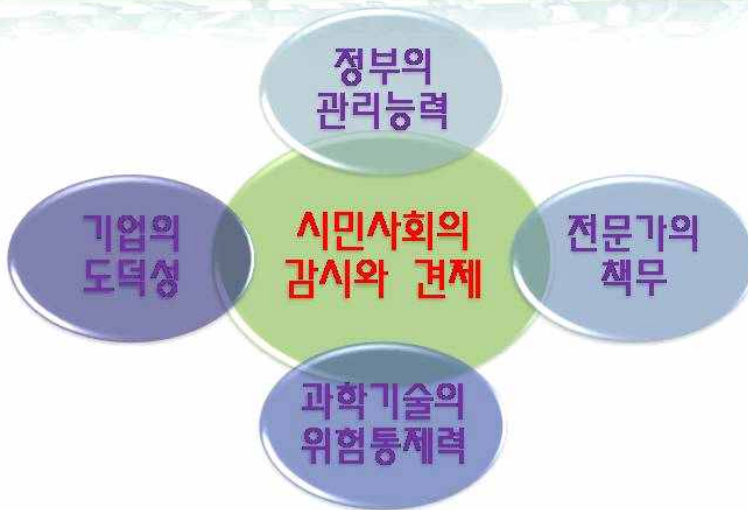 정부의
관리능력
기업의
도덕성
시민사회의
감시와 견제
전문가의
책무
과학기술의
위험통제력